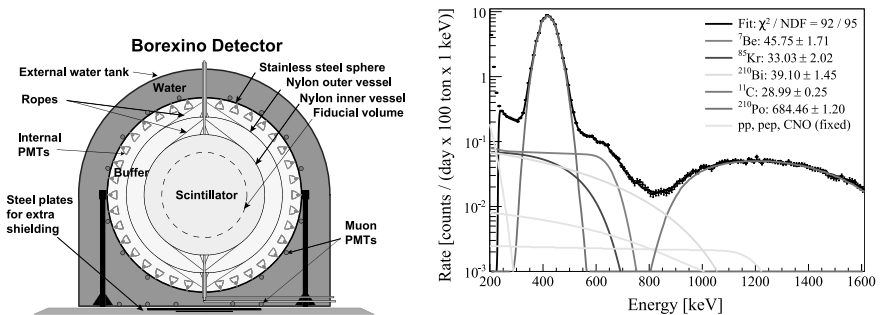 Borexino Detector
External water tank
Stainless steel sphere
Water
Nylon outer vessel
Ropes
Nylon inner vessel
Fiducial volume
Internal
PMTs
Buffer
Scintillator
Steel plates
for extra
shielding
Muon
PMTs
Rate [counts / (day x 100 ton x 1 keV)]
10
1
10⁻¹
10⁻²
10⁻³
Fit: χ² / NDF = 92 / 95
⁷Be: 45.75 ± 1.71
⁸⁵Kr: 33.03 ± 2.02
²¹⁰Bi: 39.10 ± 1.45
¹¹C: 28.99 ± 0.25
²¹⁰Po: 684.46 ± 1.20
pp, pep, CNO (fixed)
200 400 600 800 1000 1200 1400 1600
Energy [keV]